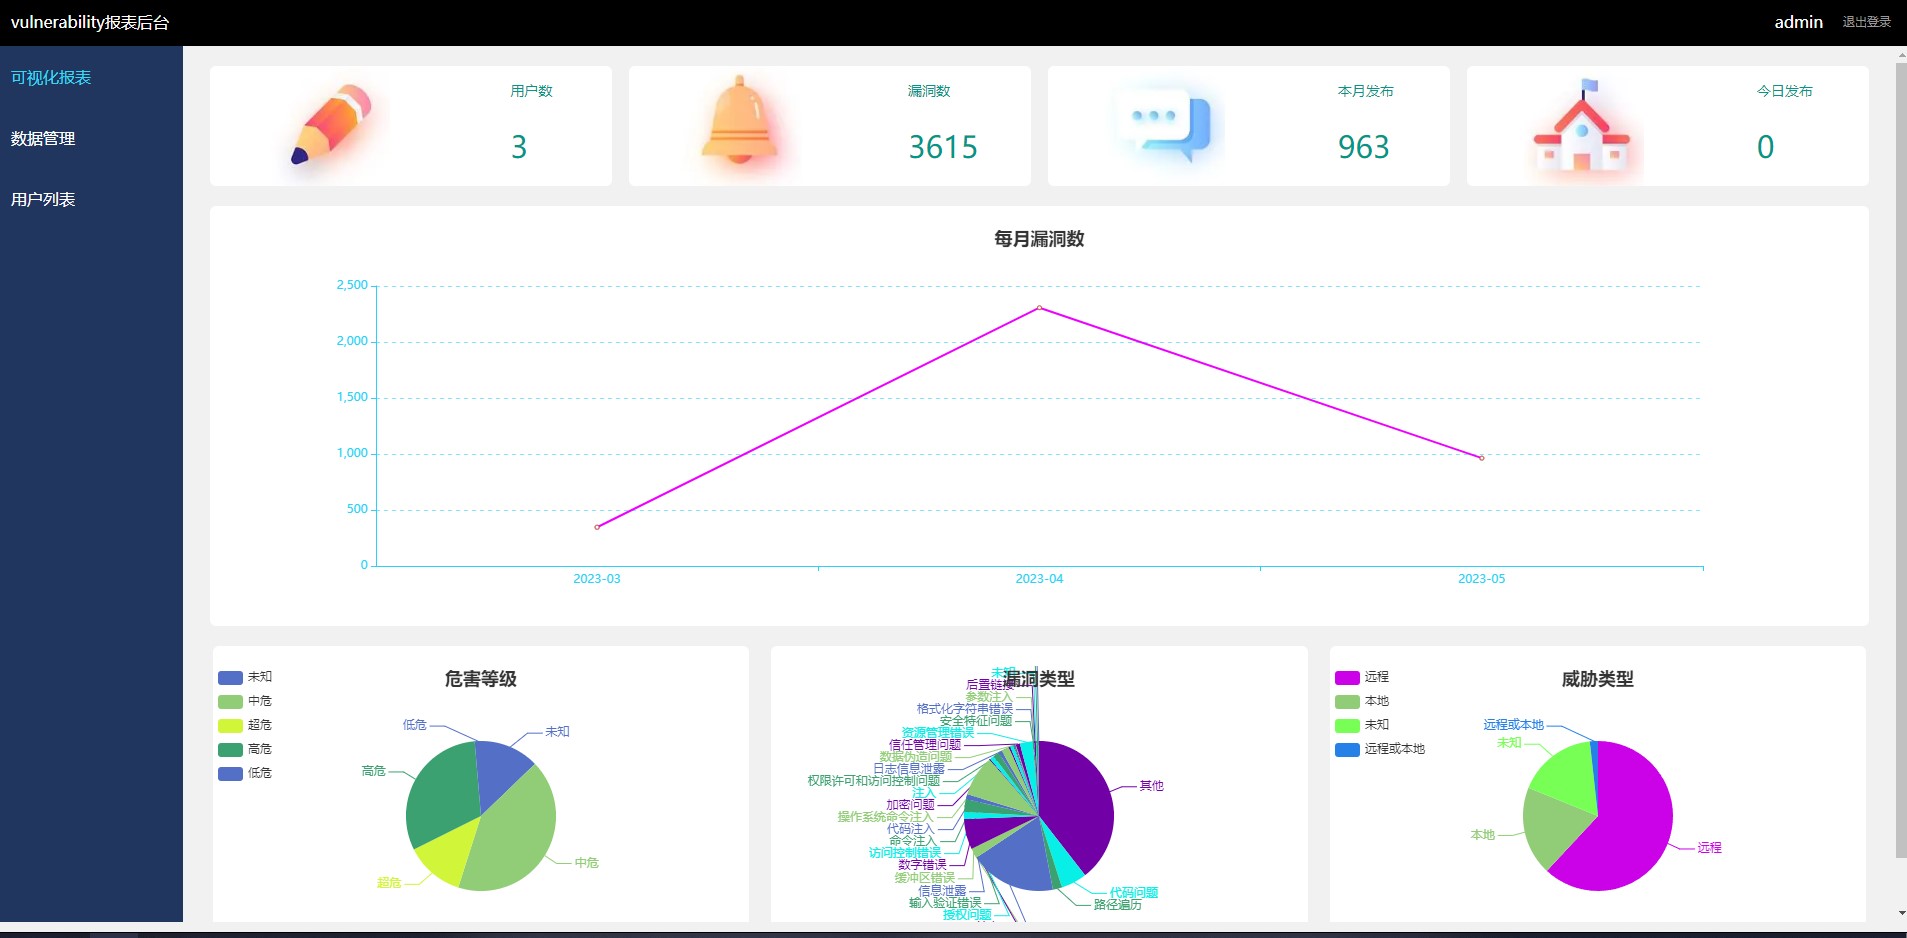 vulnerability报表后台
admin
退出登录
可视化报表
数据管理
用户列表
用户数
3
漏洞数
3615
本月发布
963
今日发布
0
每月漏洞数
2,500
2,000
1,500
1,000
500
0
2023-03
2023-04
2023-05
危害等级
未知
中危
超危
高危
低危
低危
未知
高危
超危
中危
漏洞类型
未知
后置链接
参数注入
格式化字符串错误
安全特征问题
资源管理错误
信任管理问题
数据伪造问题
日志信息泄露
权限许可和访问控制问题
注入
加密问题
操作系统命令注入
代码注入
命令注入
访问控制错误
数字错误
缓冲区错误
信息泄露
输入验证错误
授权问题
其他
代码问题
路径遍历
威胁类型
远程
本地
未知
远程或本地
远程或本地
未知
本地
远程